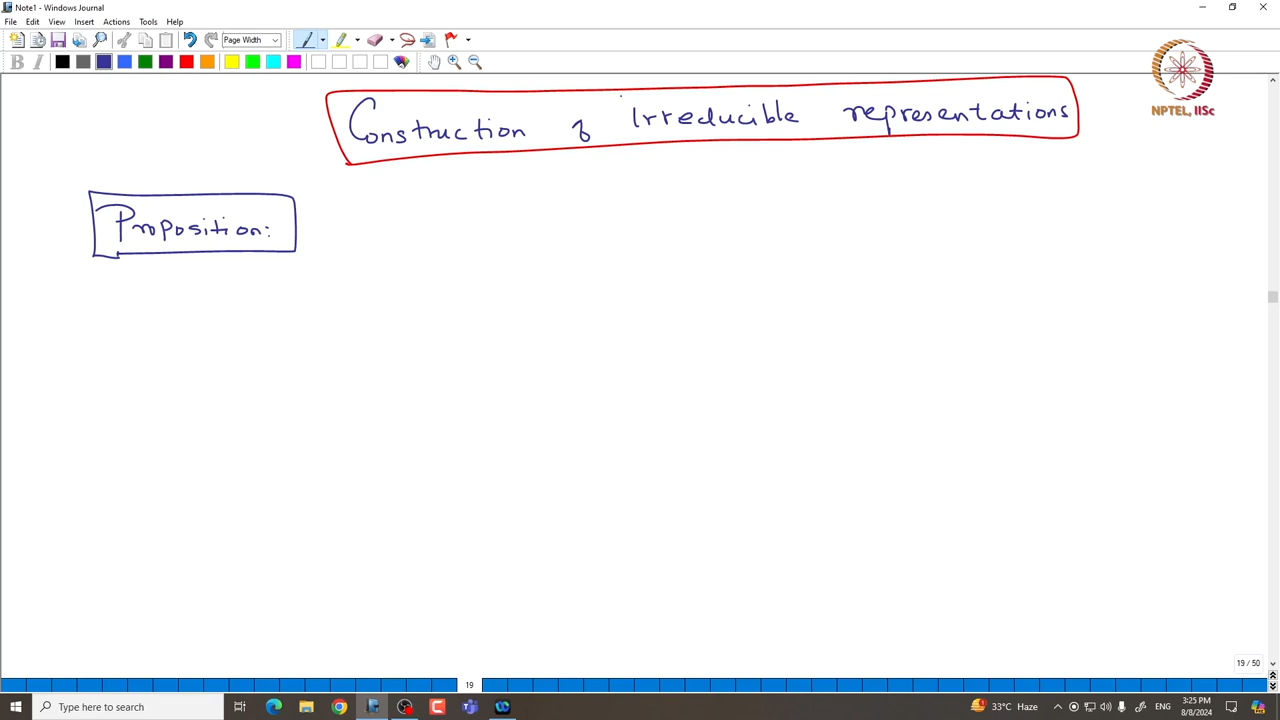 Note1 - Windows Journal
File Edit View Insert Actions Tools Help
Page Width
B I
NPTEL, IISc
Construction of Irreducible representations
Proposition:
19 / 50
19
Type here to search
33°C Haze
ENG
3:25 PM
8/8/2024